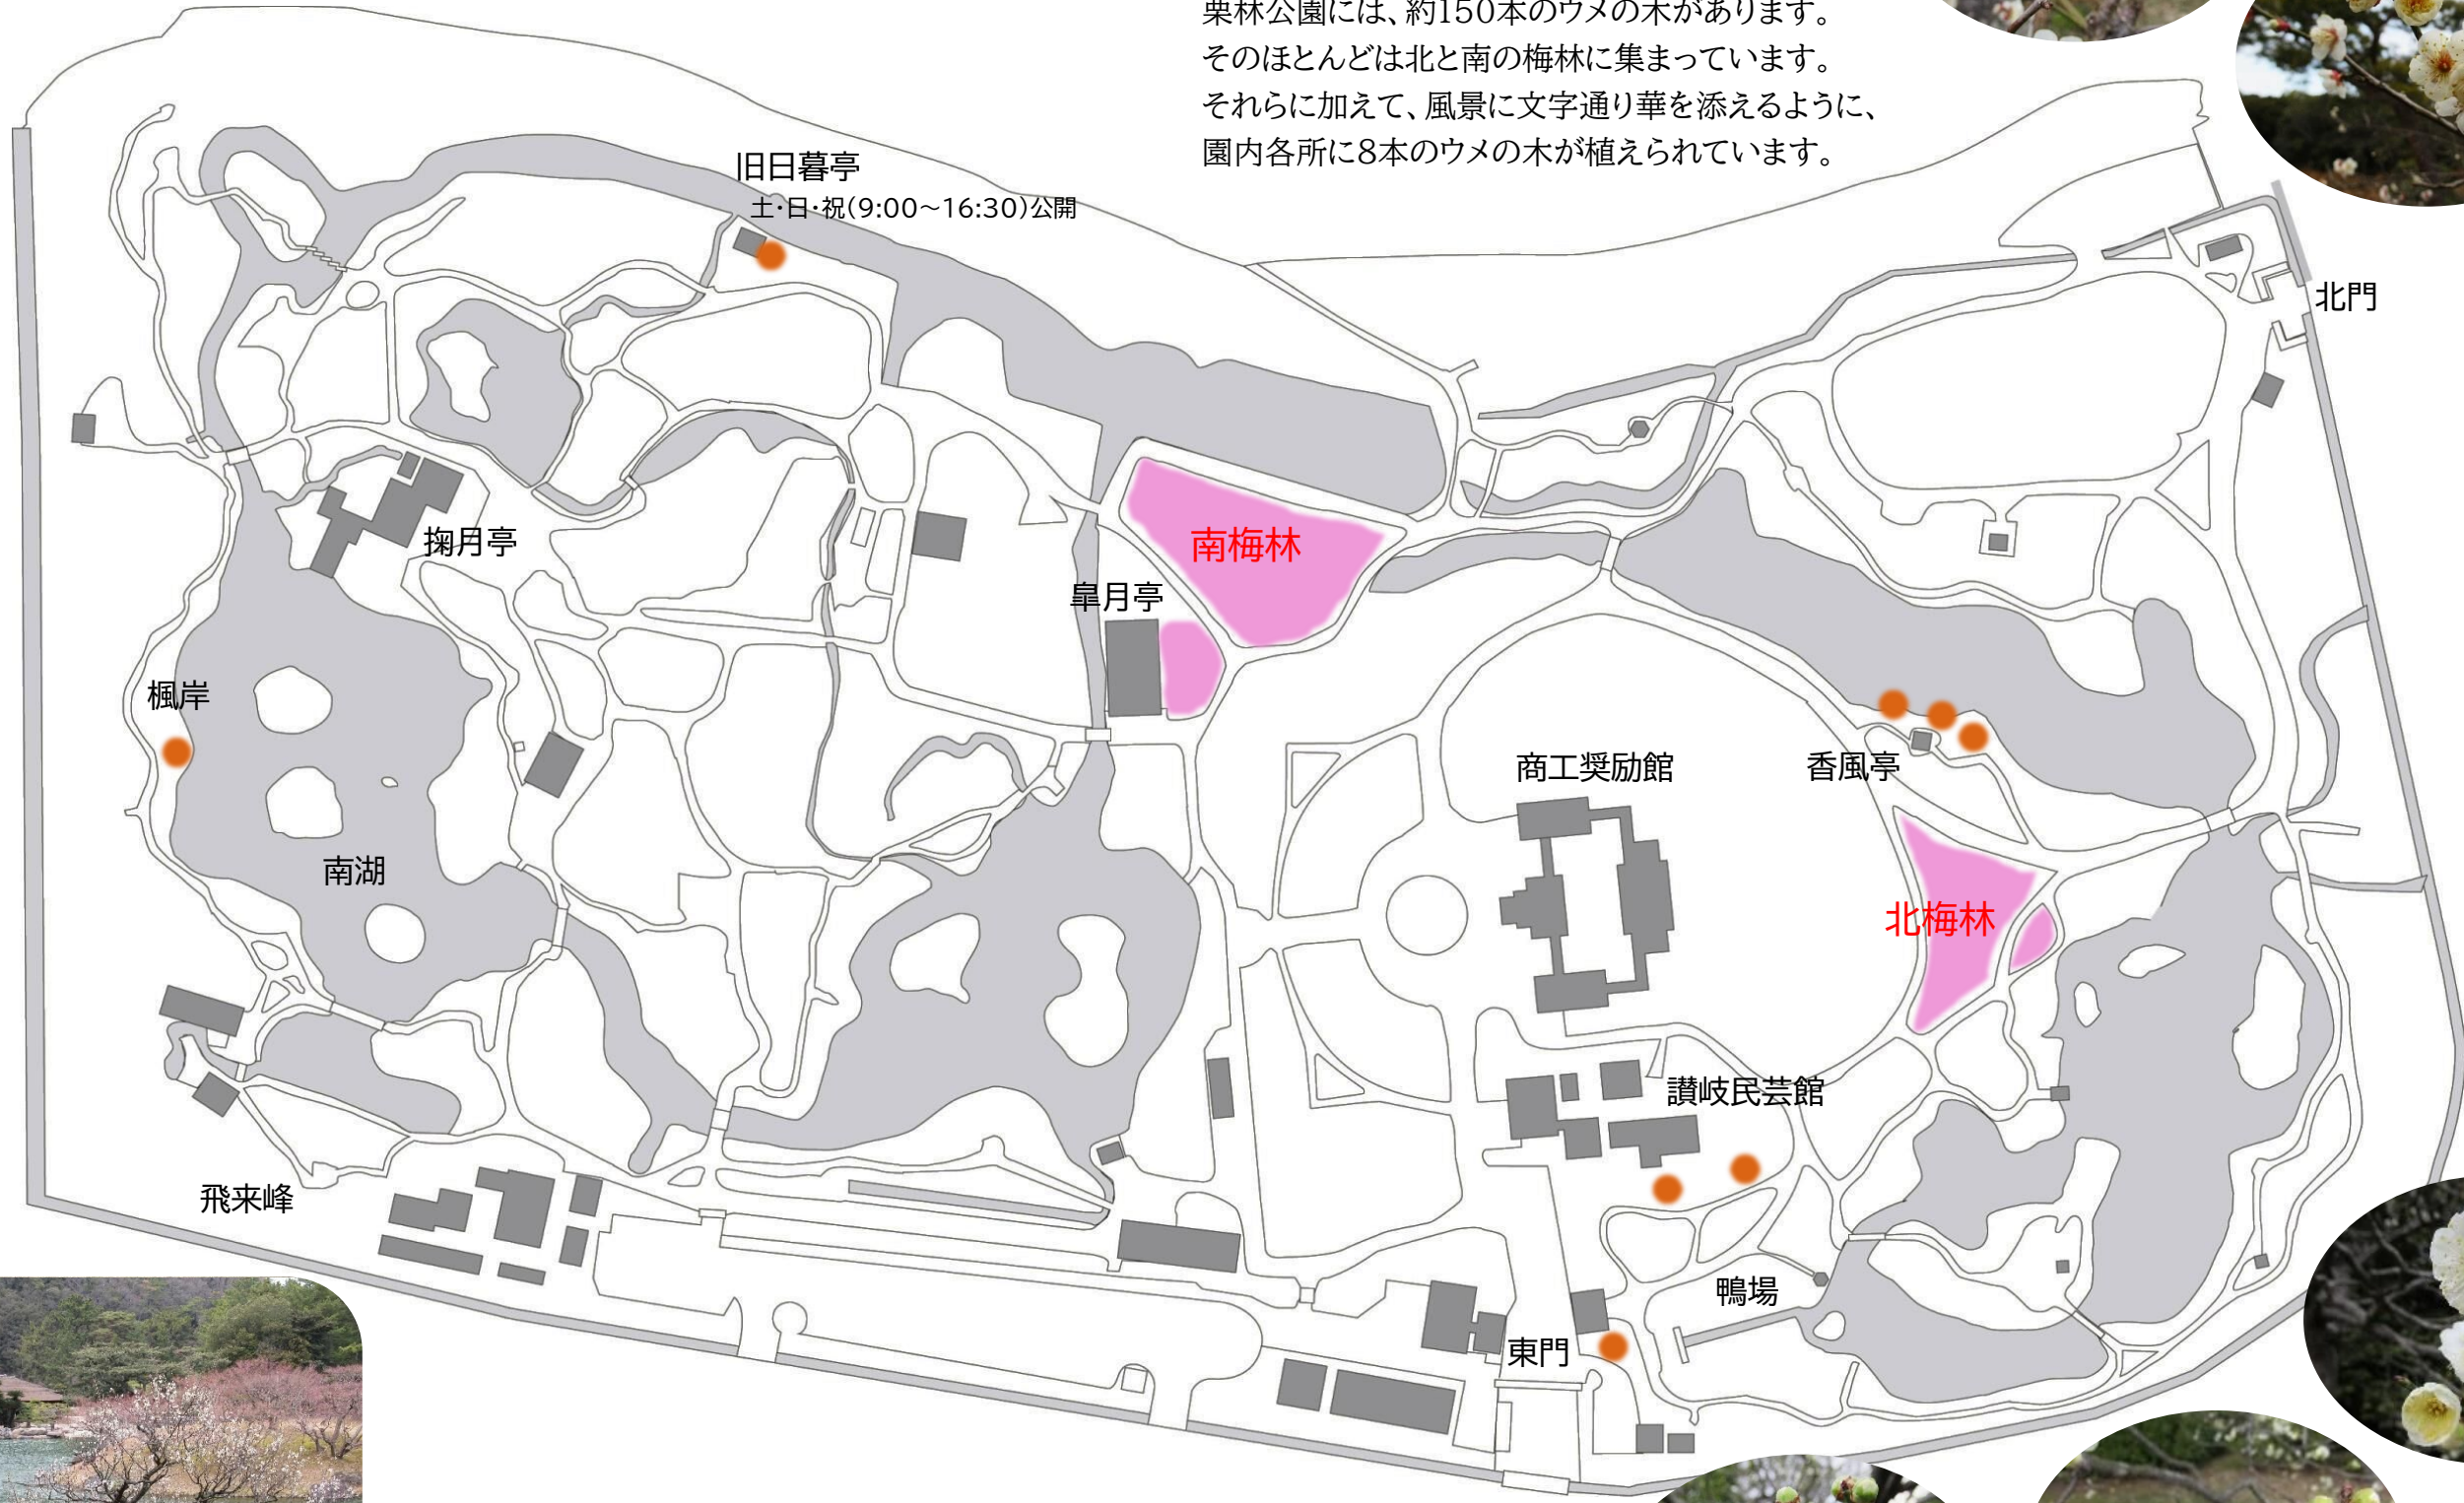 栗林公園には、約150本のウメの木があります。
そのほとんどは北と南の梅林に集まっています。
それらに加えて、風景に文字通り華を添えるように、
園内各所に8本のウメの木が植えられています。
旧日暮亭
土・日・祝(9:00～16:30)公開
北門
掬月亭
南梅林
皐月亭
楓岸
商工奨励館
香風亭
南湖
北梅林
讃岐民芸館
飛来峰
鴨場
東門